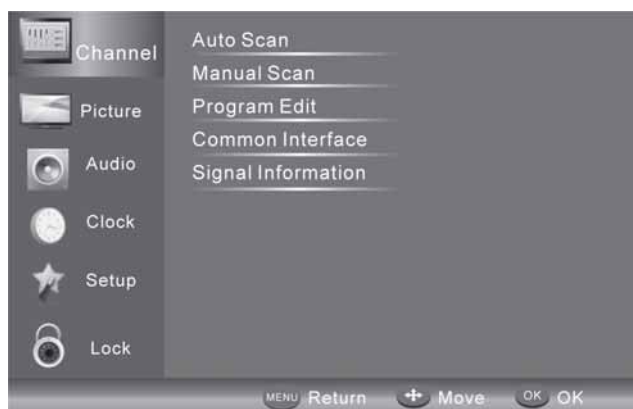 Channel
Picture
Audio
Clock
Setup
Lock
Auto Scan
Manual Scan
Program Edit
Common Interface
Signal Information
MENU Return OK OK
Move